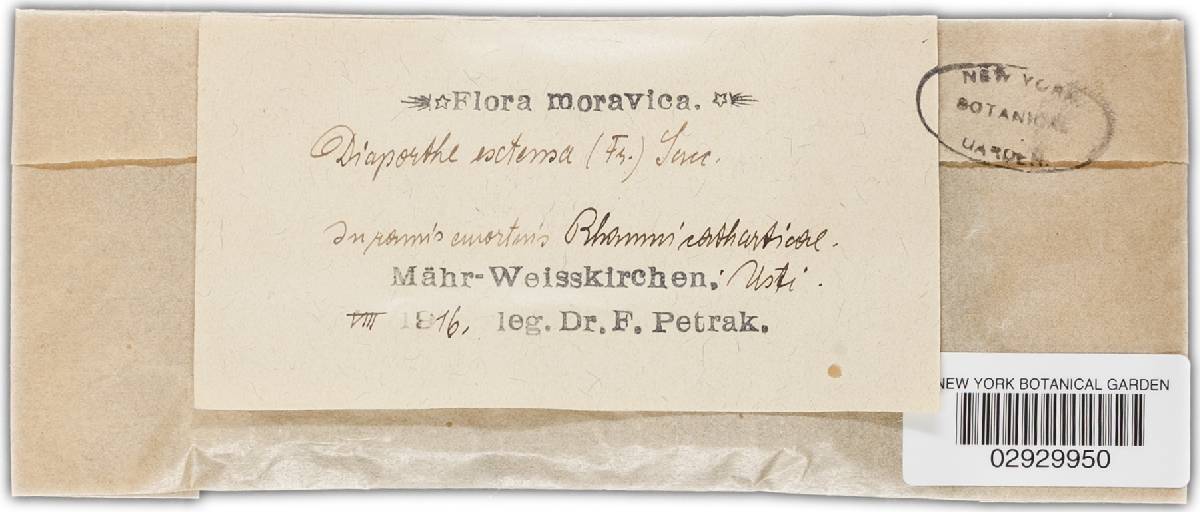 Flora moravica.
Diaporthe extensa (Fr.) Sacc.
In ramis emortuis Rhamni catharticae.
Mähr-Weisskirchen; Usti.
VIII 1916. leg. Dr. F. Petrak.
NEW YORK
BOTANICAL
GARDEN.
NEW YORK BOTANICAL GARDEN
02929950